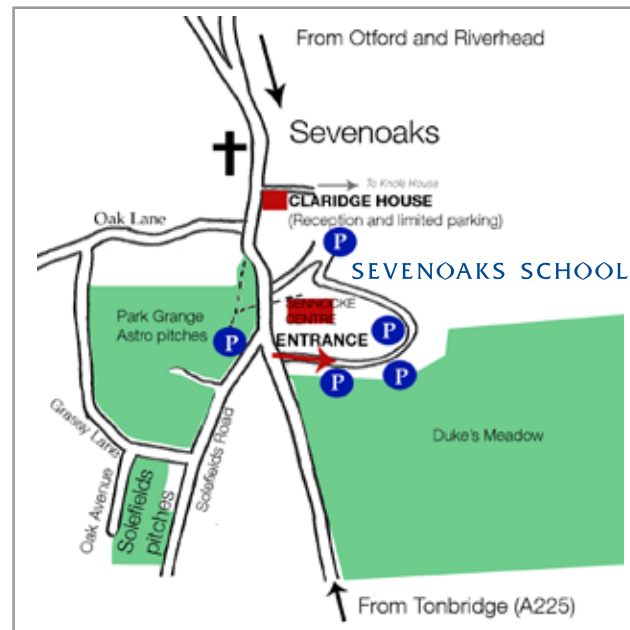 From Otford and Riverhead
Sevenoaks
To Knole House
CLARIDGE HOUSE
(Reception and limited parking)
Oak Lane
P
SEVENOAKS SCHOOL
Park Grange
Astro pitches
SENNOCKE
CENTRE
P
P
ENTRANCE
P
P
Grassy Lane
Solefields Road
Duke's Meadow
Oak Avenue
Solefields
pitches
From Tonbridge (A225)